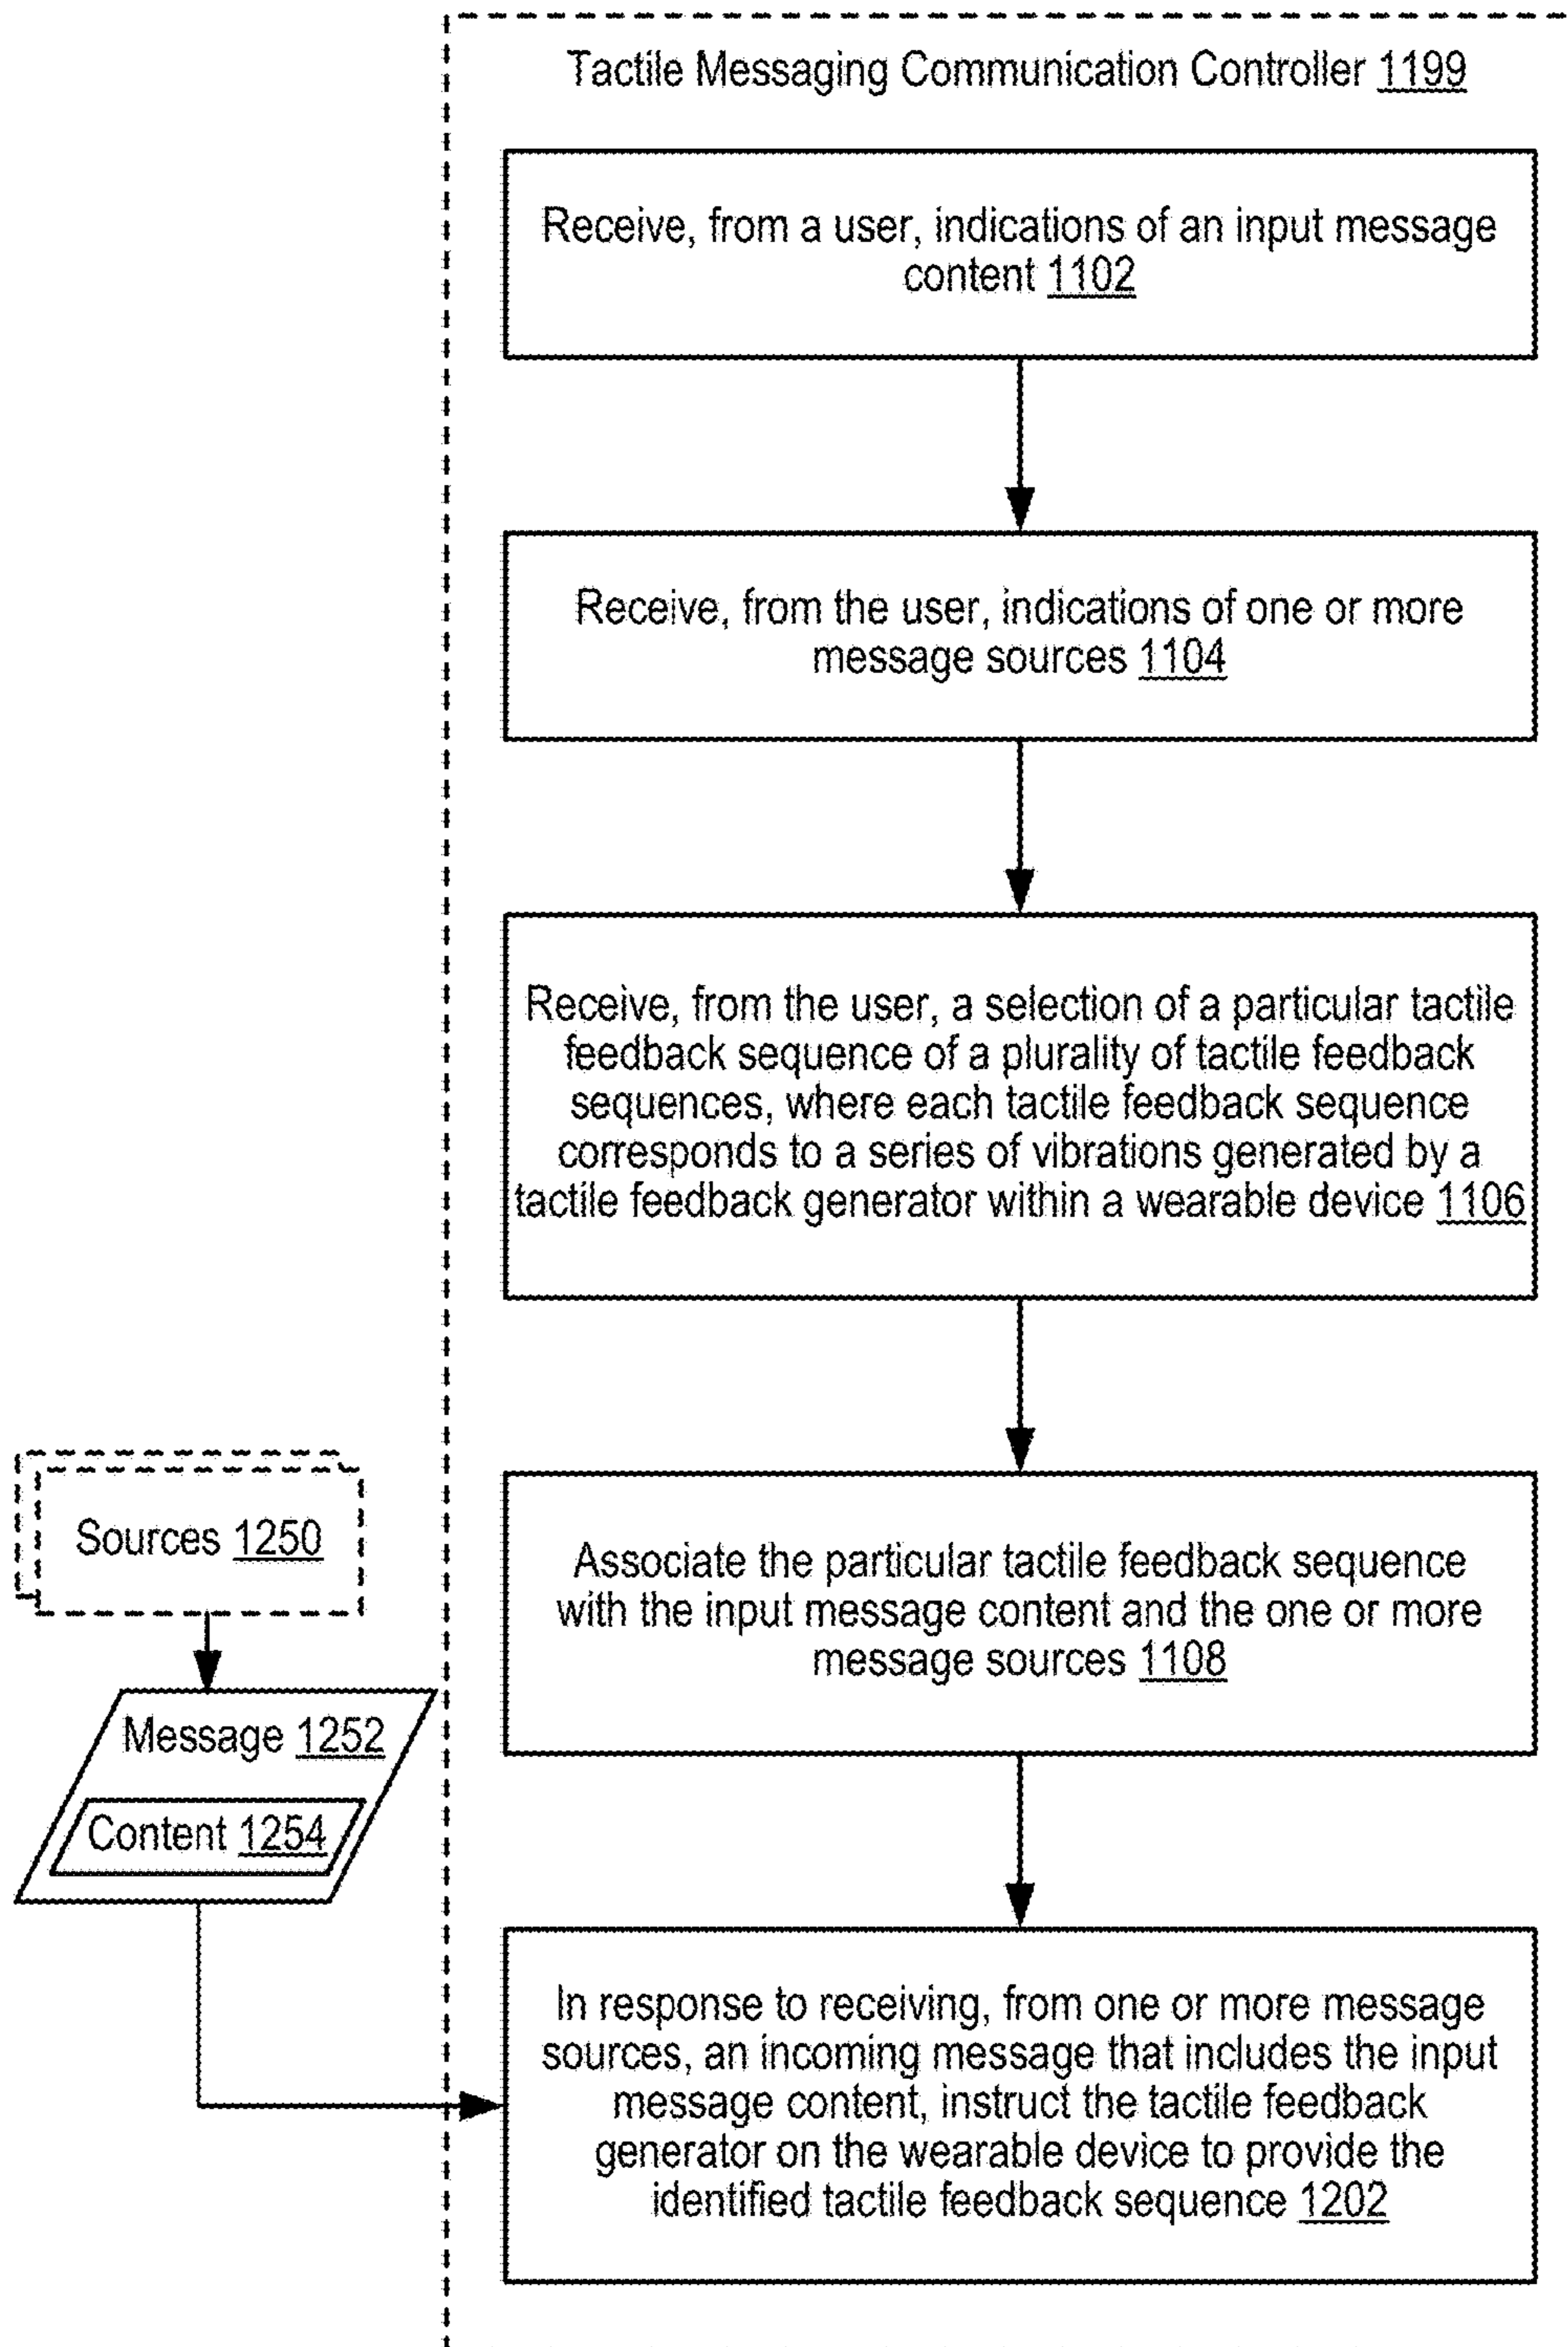 Tactile Messaging Communication Controller 1199
Receive, from a user, indications of an input message
content 1102
Receive, from the user, indications of one or more
message sources 1104
Receive, from the user, a selection of a particular tactile
feedback sequence of a plurality of tactile feedback
sequences, where each tactile feedback sequence
corresponds to a series of vibrations generated by a
tactile feedback generator within a wearable device 1106
Sources 1250
Message 1252
Content 1254
Associate the particular tactile feedback sequence
with the input message content and the one or more
message sources 1108
In response to receiving, from one or more message
sources, an incoming message that includes the input
message content, instruct the tactile feedback
generator on the wearable device to provide the
identified tactile feedback sequence 1202